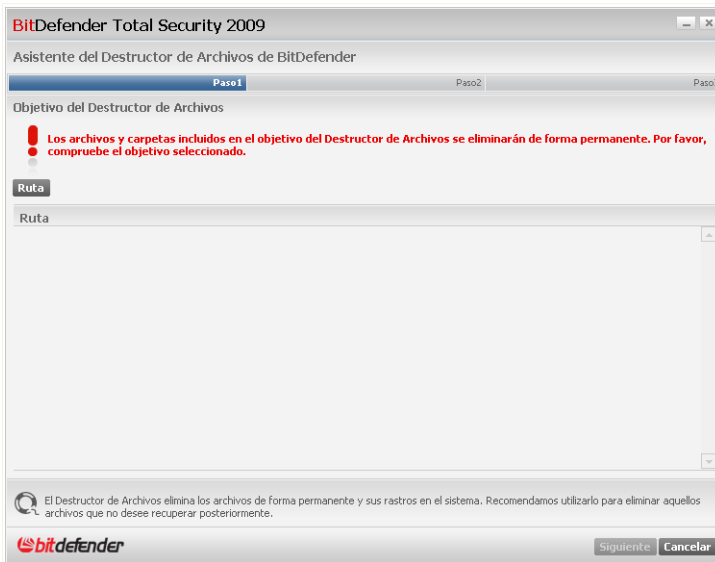 BitDefender Total Security 2009
Asistente del Destructor de Archivos de BitDefender
Paso1 Paso2
Objetivo del Destructor de Archivos
Los archivos y carpetas incluidos en el objetivo del Destructor de Archivos se eliminarán de forma permanente. Por favor,
compruebe el objetivo seleccionado.
Ruta
Ruta
El Destructor de Archivos elimina los archivos de forma permanente y sus rastros en el sistema. Recomendamos utilizarlo para eliminar aquellos
archivos que no desee recuperar posteriormente.
bitdefender
Siguiente Cancelar